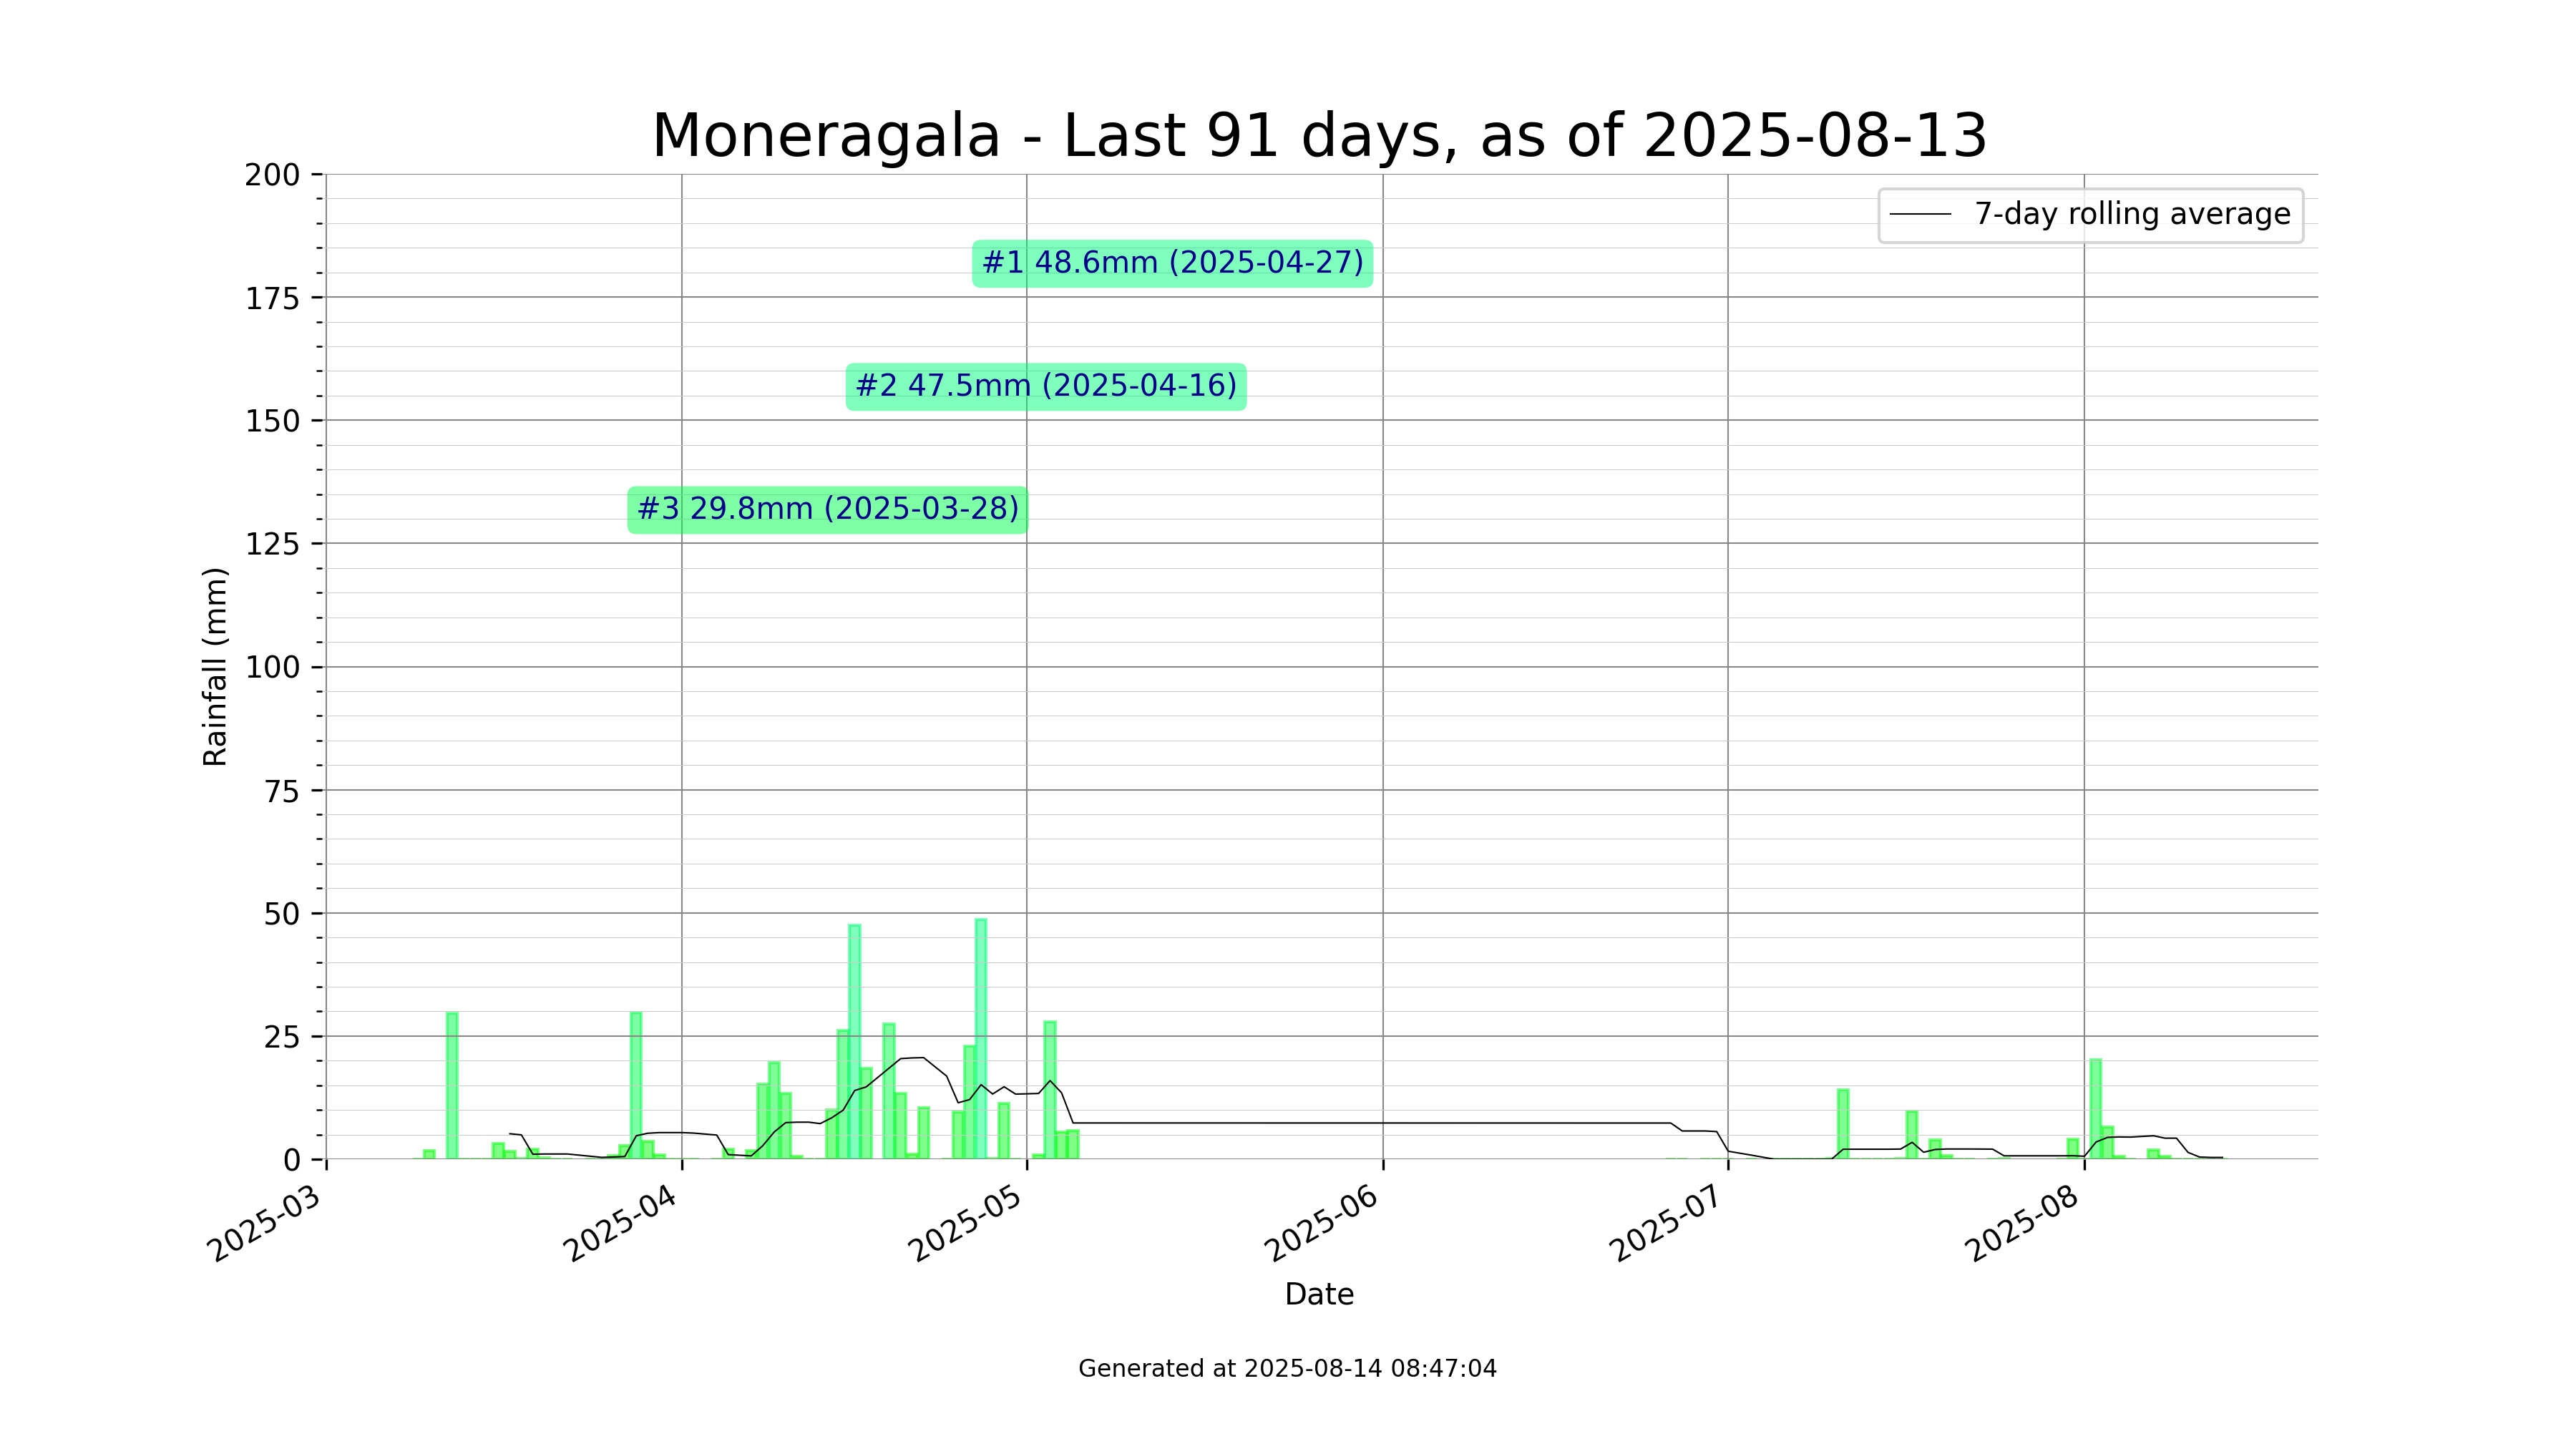 Moneragala - Last 91 days, as of 2025-08-13
200
7-day rolling average
#1 48.6mm (2025-04-27)
175
#2 47.5mm (2025-04-16)
150
#3 29.8mm (2025-03-28)
125
Rainfall (mm)
100
75
50
25
0
2025-03
2025-04
2025-05
2025-06
2025-07
2025-08
Date
Generated at 2025-08-14 08:47:04